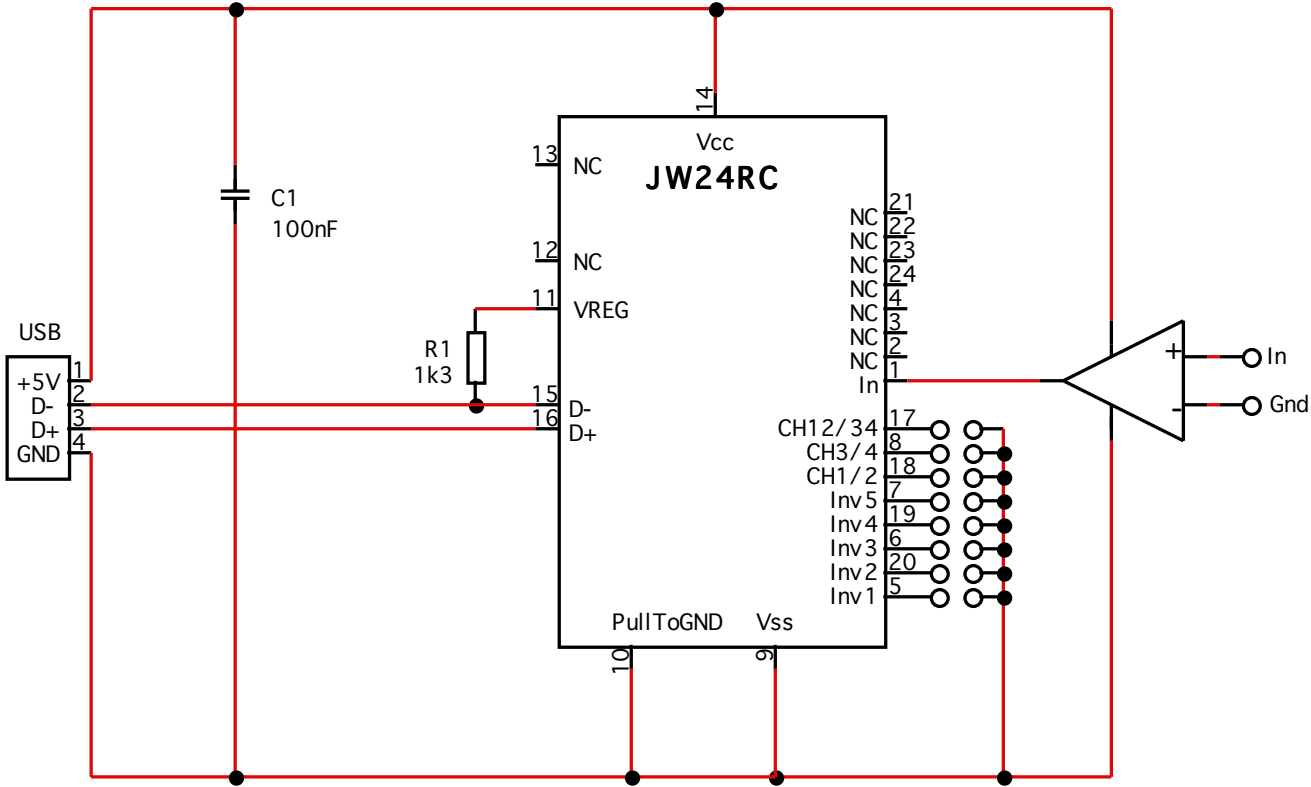 14
Vcc
JW24RC
13
NC
12
NC
11
VREG
15
D-
16
D+
C1
100nF
R1
1k3
USB
+5V
1
D-
2
D+
3
GND
4
NC
21
NC
22
NC
23
NC
24
NC
4
NC
3
NC
2
In
1
CH12/34
17
CH3/4
8
CH1/2
18
Inv5
7
Inv4
19
Inv3
6
Inv2
20
Inv1
5
PullToGND
Vss
10
9
+
In
-
Gnd